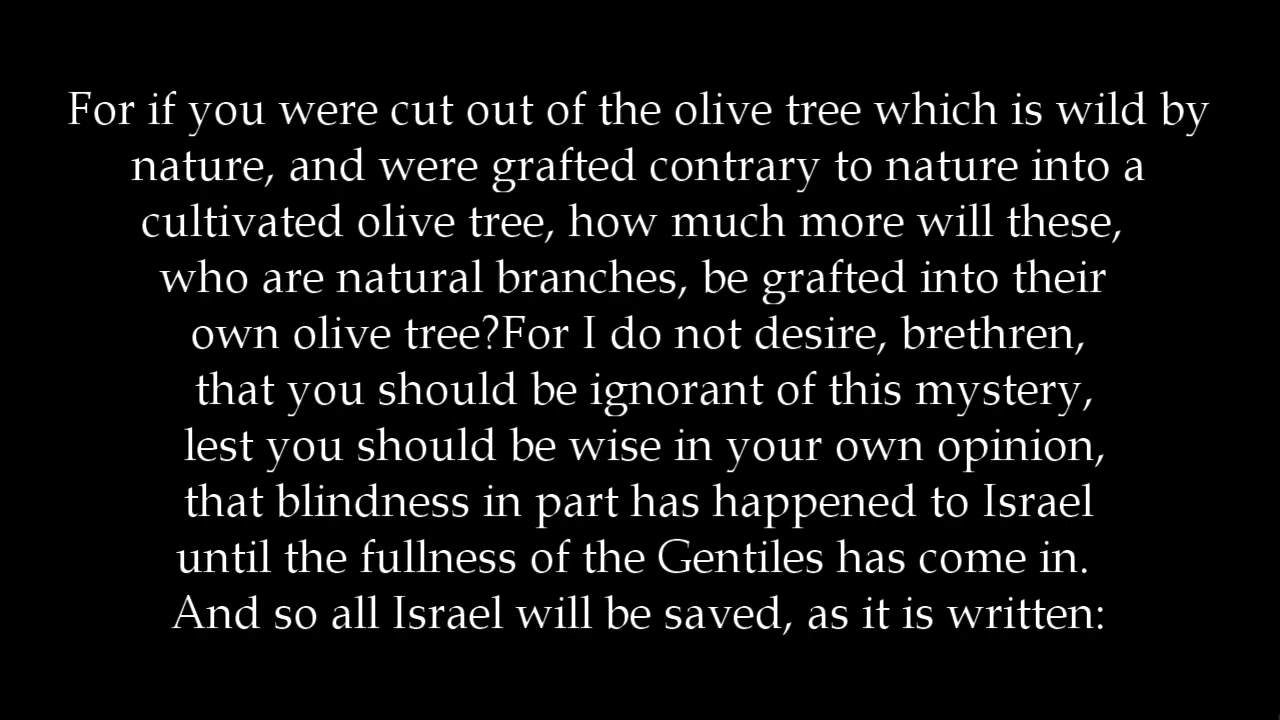 For if you were cut out of the olive tree which is wild by
nature, and were grafted contrary to nature into a
cultivated olive tree, how much more will these,
who are natural branches, be grafted into their
own olive tree?For I do not desire, brethren,
that you should be ignorant of this mystery,
lest you should be wise in your own opinion,
that blindness in part has happened to Israel
until the fullness of the Gentiles has come in.
And so all Israel will be saved, as it is written: